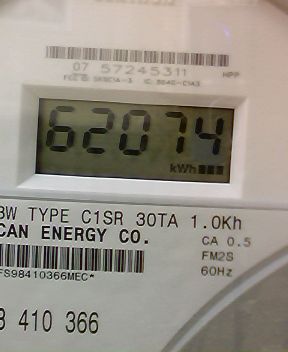 07 57245311 HPP
62074
kWh
TYPE C1SR 30TA 1.0Kh
CAN ENERGY CO.
CA 0.5
FM2S
FS98410366MEC*
60Hz
410 366